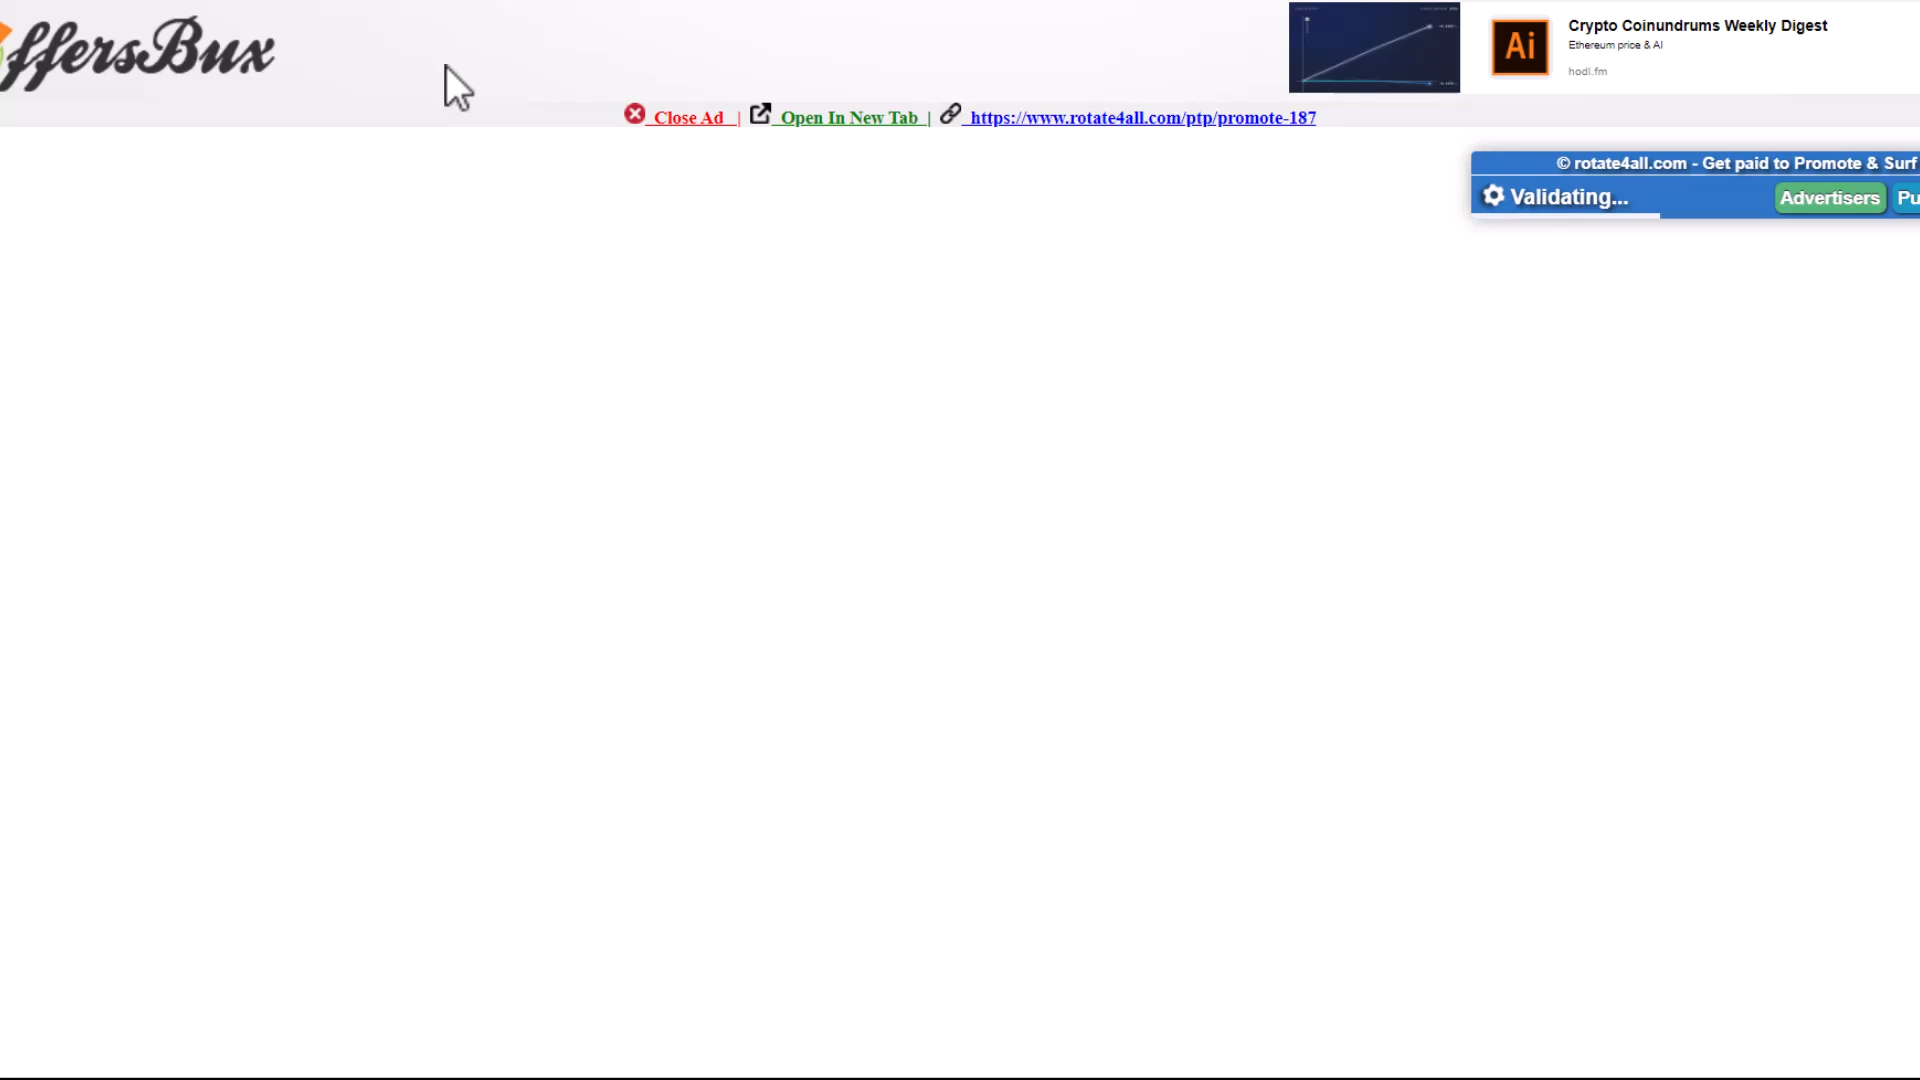 ffersBux
Ai
Crypto Coinundrums Weekly Digest
Ethereum price & AI
hodl.fm
Close Ad | Open In New Tab | https://www.rotate4all.com/ptp/promote-187
© rotate4all.com - Get paid to Promote & Surf
Validating... Advertisers Pu